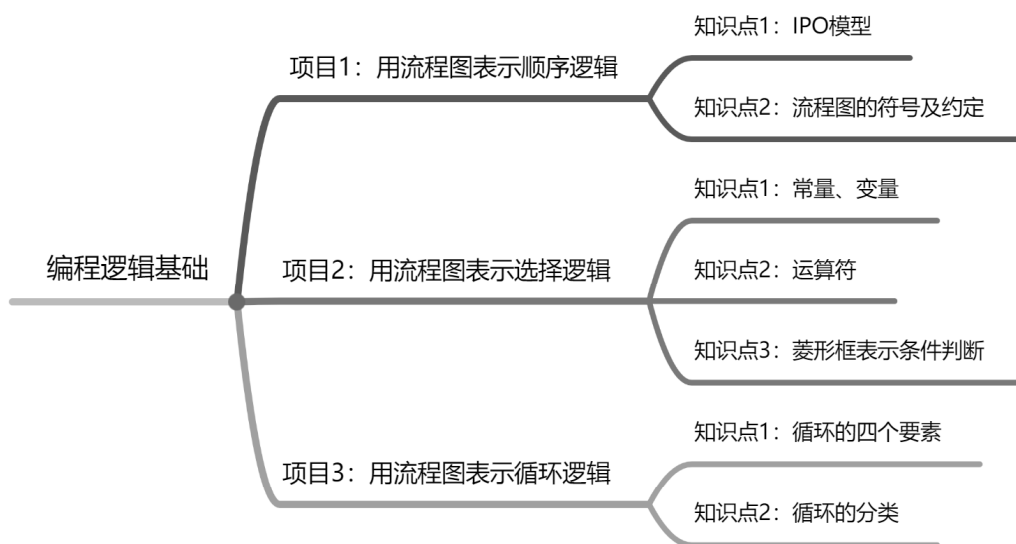 编程逻辑基础
项目1：用流程图表示顺序逻辑
知识点1：IPO模型
知识点2：流程图的符号及约定
项目2：用流程图表示选择逻辑
知识点1：常量、变量
知识点2：运算符
知识点3：菱形框表示条件判断
项目3：用流程图表示循环逻辑
知识点1：循环的四个要素
知识点2：循环的分类